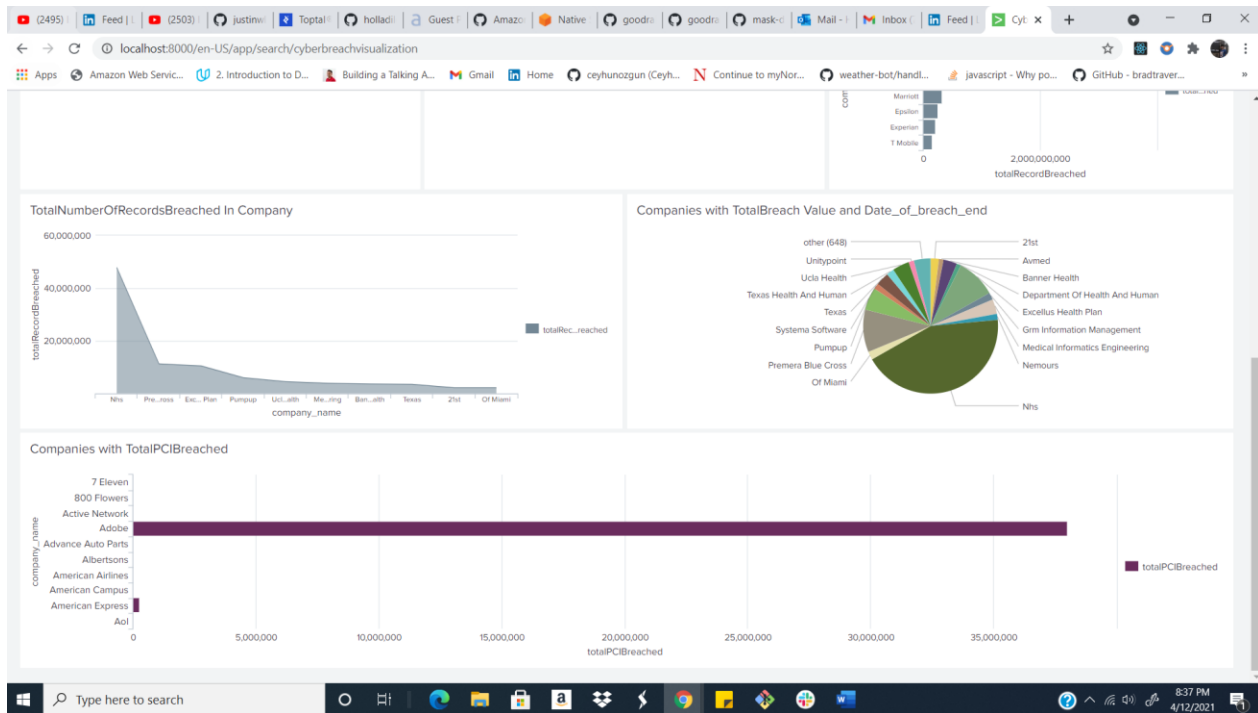 (2495) Feed | L (2503) justinw Toptal® holladii Guest Amazo Native goodra goodra mask-d Mail - Inbox ( Feed | Cyb
localhost:8000/en-US/app/search/cyberbreachvisualization
Apps Amazon Web Servic... 2. Introduction to D... Building a Talking A... Gmail Home ceyhunozgun (Ceyh... Continue to myNor... weather-bot/handl... javascript - Why po... GitHub - bradtraver... »
Marriott
Epsilon
Experian
T Mobile
0 2,000,000,000
totalRecordBreached
TotalNumberOfRecordsBreached In Company
60,000,000
40,000,000
20,000,000
totalRecordBreached
totalRec...reached
Nhs Pre...ross Exc... Plan Pumpup Ucl...alth Me...ring Ban...alth Texas 21st Of Miami
company_name
Companies with TotalBreach Value and Date_of_breach_end
other (648)
Unitypoint
Ucla Health
Texas Health And Human
Texas
Systema Software
Pumpup
Premera Blue Cross
Of Miami
21st
Avmed
Banner Health
Department Of Health And Human
Excellus Health Plan
Grm Information Management
Medical Informatics Engineering
Nemours
Nhs
Companies with TotalPCIBreached
company_name
7 Eleven
800 Flowers
Active Network
Adobe
Advance Auto Parts
Albertsons
American Airlines
American Campus
American Express
Aol
0 5,000,000 10,000,000 15,000,000 20,000,000 25,000,000 30,000,000 35,000,000
totalPCIBreached
totalPCIBreached
Type here to search
8:37 PM
4/12/2021